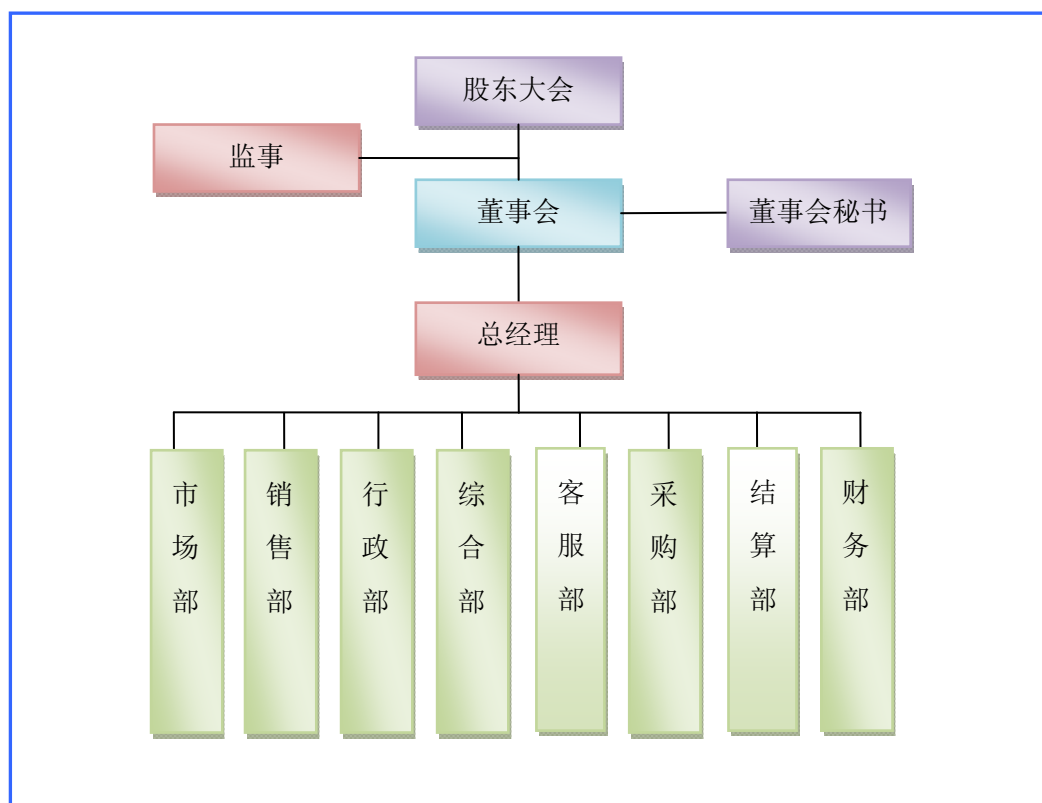 股东大会
监事
董事会
董事会秘书
总经理
市场部
销售部
行政部
综合部
客服部
采购部
结算部
财务部